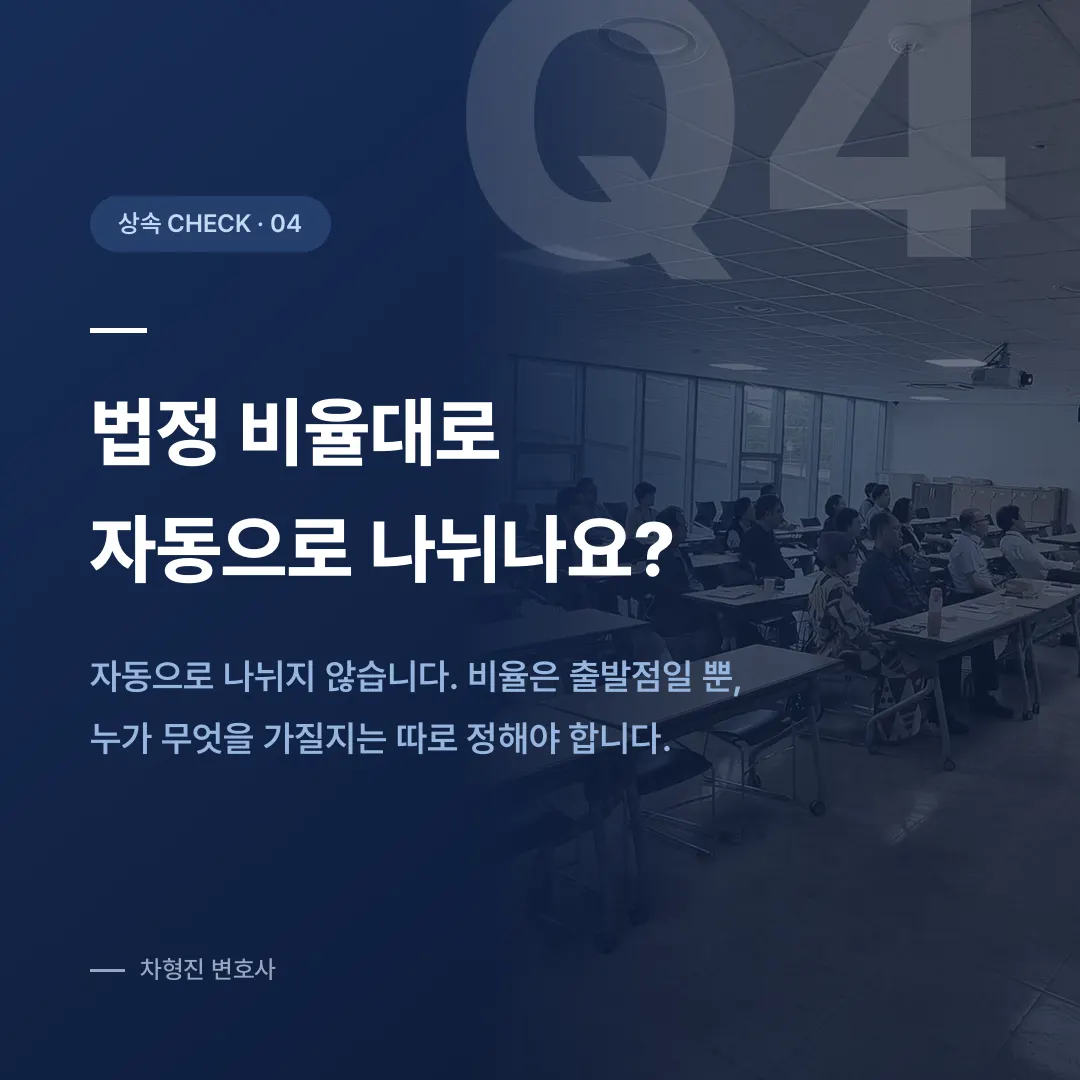 Q4
상속 CHECK · 04
법정 비율대로
자동으로 나뉘나요?
자동으로 나뉘지 않습니다. 비율은 출발점일 뿐,
누가 무엇을 가질지는 따로 정해야 합니다.
차형진 변호사